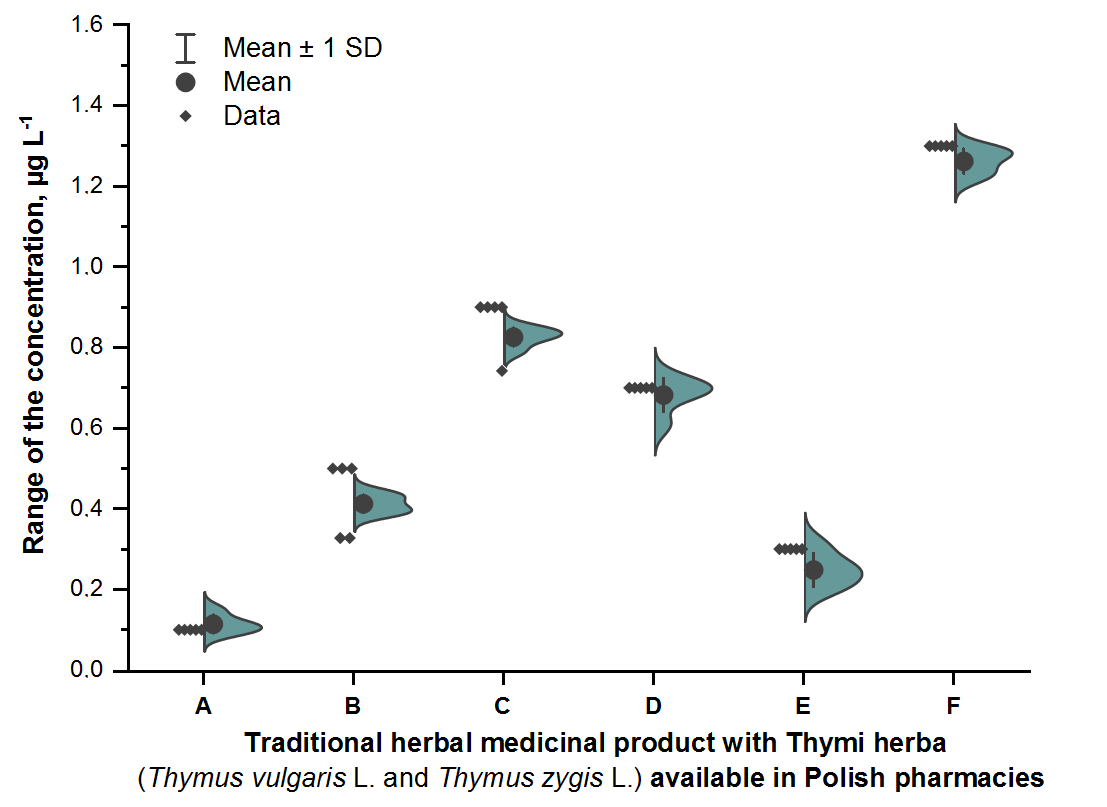 1.6
1.4
1.2
1.0
0.8
0.6
0.4
0.2
0.0
Range of the concentration, µg L⁻¹
Mean ± 1 SD
Mean
Data
A B C D E F
Traditional herbal medicinal product with Thymi herba
(Thymus vulgaris L. and Thymus zygis L.) available in Polish pharmacies